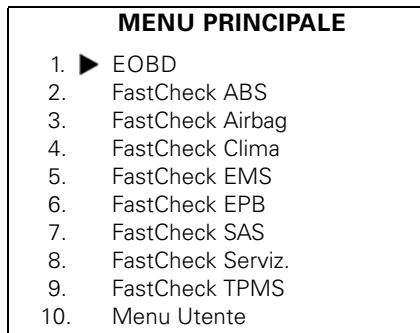 MENU PRINCIPALE
1. ▶ EOBD
2. FastCheck ABS
3. FastCheck Airbag
4. FastCheck Clima
5. FastCheck EMS
6. FastCheck EPB
7. FastCheck SAS
8. FastCheck Serviz.
9. FastCheck TPMS
10. Menu Utente